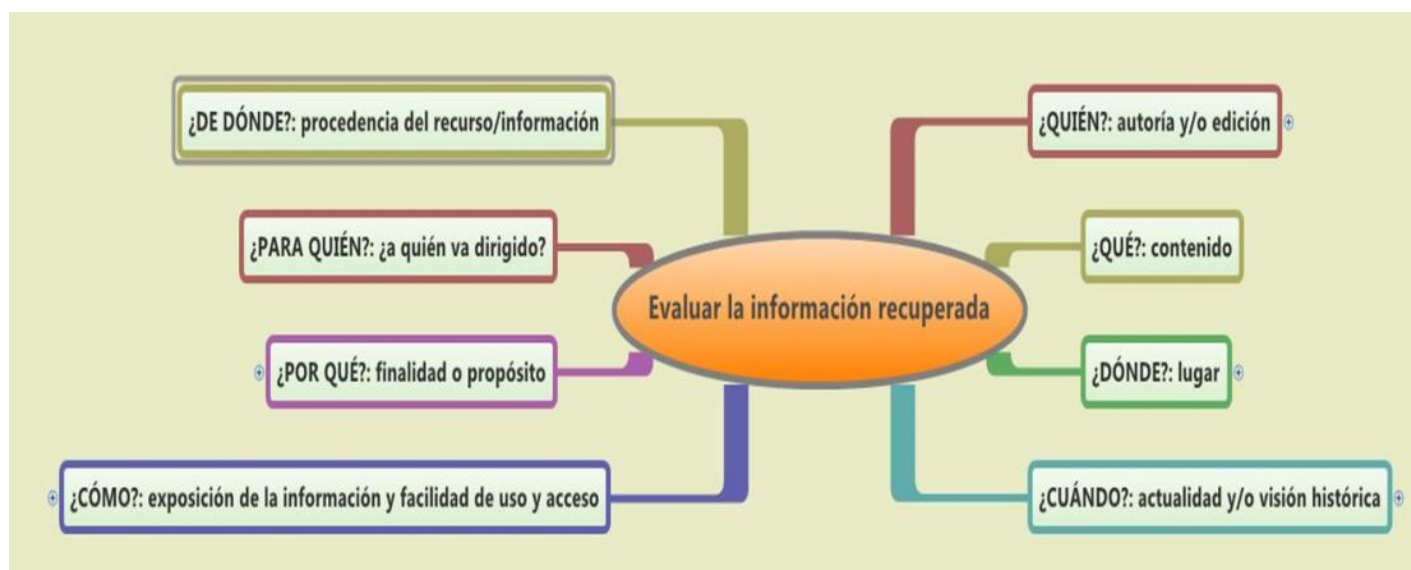 ¿DE DÓNDE?: procedencia del recurso/información
¿QUIÉN?: autoría y/o edición
¿PARA QUIÉN?: ¿a quién va dirigido?
¿QUÉ?: contenido
Evaluar la información recuperada
¿POR QUÉ?: finalidad o propósito
¿DÓNDE?: lugar
¿CÓMO?: exposición de la información y facilidad de uso y acceso
¿CUÁNDO?: actualidad y/o visión histórica